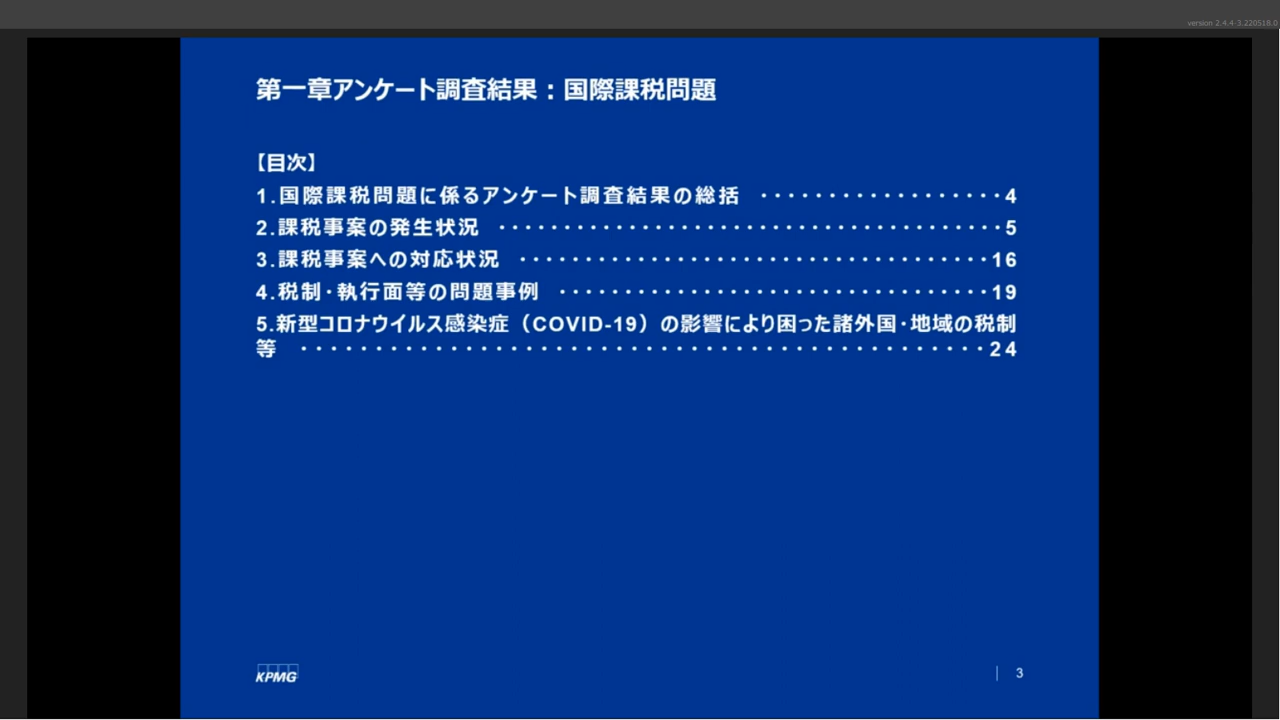 version 2.4.4-3.220518.0
第一章アンケート調査結果：国際課税問題
【目次】
1.国際課税問題に係るアンケート調査結果の総括 ・・・・・・・・・・・・・・・・・・4
2.課税事案の発生状況 ・・・・・・・・・・・・・・・・・・・・・・・・・・・・・・・・・・・・・・・5
3.課税事案への対応状況 ・・・・・・・・・・・・・・・・・・・・・・・・・・・・・・・・・・・16
4.税制・執行面等の問題事例 ・・・・・・・・・・・・・・・・・・・・・・・・・・・・・・・・19
5.新型コロナウイルス感染症（COVID-19）の影響により困った諸外国・地域の税制
等 ・・・・・・・・・・・・・・・・・・・・・・・・・・・・・・・・・・・・・・・・・・・・・・24
KPMG
3